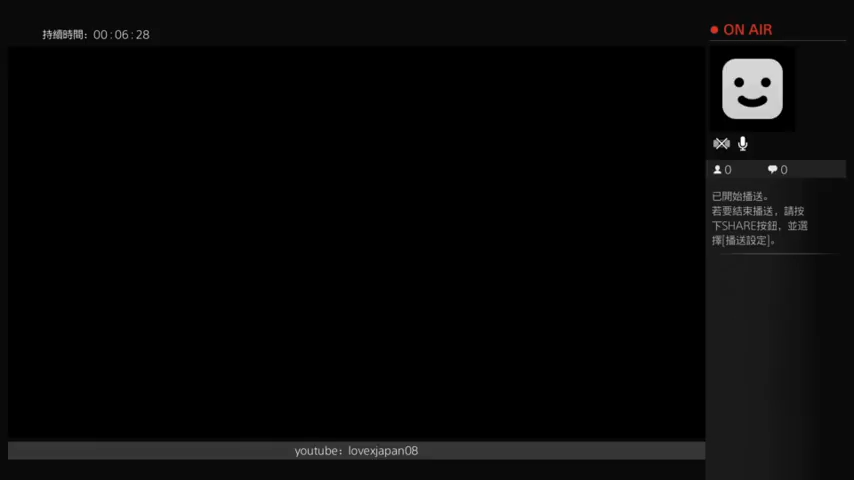 持續時間：00:06:28
ON AIR
0 0
已開始播送。
若要結束播送，請按
下SHARE按鈕，並選
擇[播送設定]。
youtube：lovexjapan08